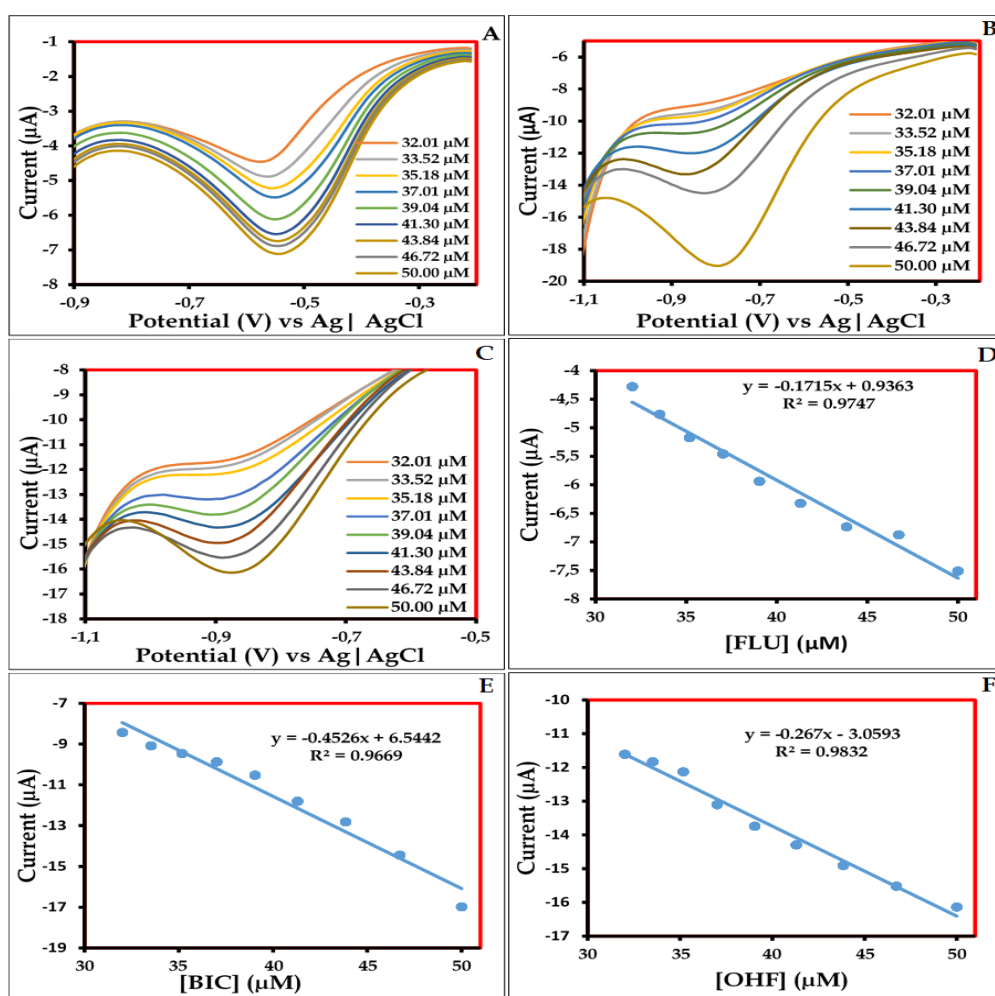 A
Current (µA)
-1
-2
-3
-4
-5
-6
-7
-8
32.01 µM
33.52 µM
35.18 µM
37.01 µM
39.04 µM
41.30 µM
43.84 µM
46.72 µM
50.00 µM
-0,9
-0,7
-0,5
-0,3
Potential (V) vs Ag| AgCl
B
Current (µA)
-6
-8
-10
-12
-14
-16
-18
-20
32.01 µM
33.52 µM
35.18 µM
37.01 µM
39.04 µM
41.30 µM
43.84 µM
46.72 µM
50.00 µM
-1,1
-0,9
-0,7
-0,5
-0,3
Potential (V) vs Ag|AgCl
C
Current (µA)
-8
-9
-10
-11
-12
-13
-14
-15
-16
-17
-18
32.01 µM
33.52 µM
35.18 µM
37.01 µM
39.04 µM
41.30 µM
43.84 µM
46.72 µM
50.00 µM
-1,1
-0,9
-0,7
-0,5
Potential (V) vs Ag|AgCl
D
Current (µA)
-4
-4,5
-5
-5,5
-6
-6,5
-7
-7,5
-8
y = -0.1715x + 0.9363
R² = 0.9747
30
35
40
45
50
[FLU] (µM)
E
Current (µA)
-7
-9
-11
-13
-15
-17
-19
y = -0.4526x + 6.5442
R² = 0.9669
30
35
40
45
50
[BIC] (µM)
F
Current (µA)
-10
-11
-12
-13
-14
-15
-16
-17
y = -0.267x - 3.0593
R² = 0.9832
30
35
40
45
50
[OHF] (µM)